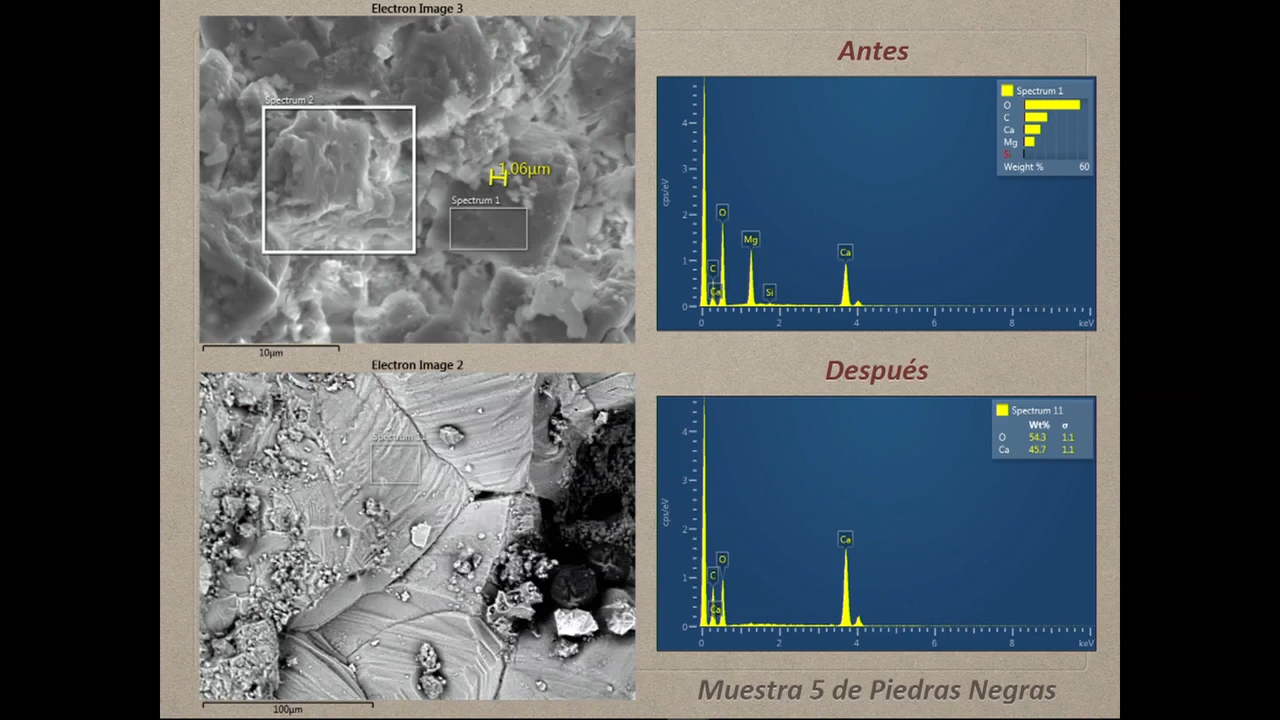 Electron Image 3
Spectrum 2
1.06µm
Spectrum 1
10µm
Antes
Spectrum 1
O
C
Ca
Mg
Si
Weight % 60
cps/eV
4
3
2
1
0
C
Ca
O
Mg
Si
Ca
0 2 4 6 8 keV
Electron Image 2
Spectrum 11
100µm
Después
Spectrum 11
Wt% σ
O 54.3 1.1
Ca 45.7 1.1
cps/eV
4
3
2
1
0
C
Ca
O
Ca
0 2 4 6 8 keV
Muestra 5 de Piedras Negras